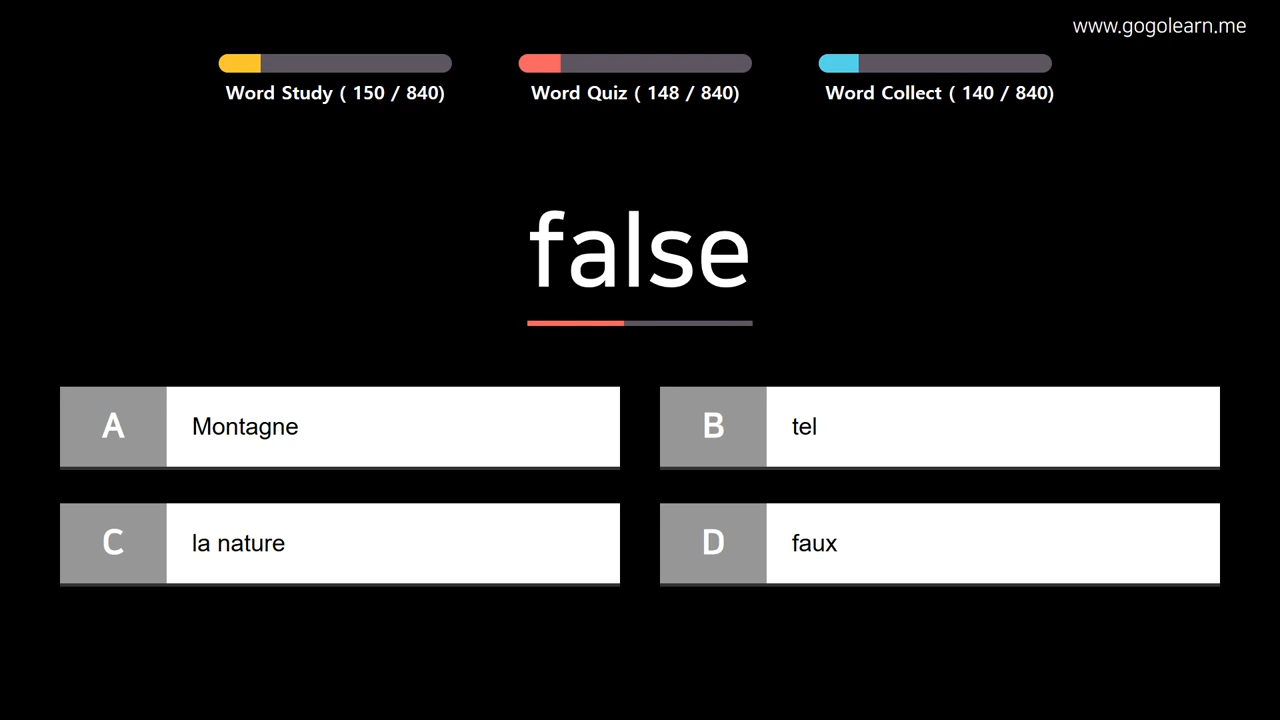 www.gogolearn.me
Word Study ( 150 / 840)
Word Quiz ( 148 / 840)
Word Collect ( 140 / 840)
false
A
Montagne
B
tel
C
la nature
D
faux